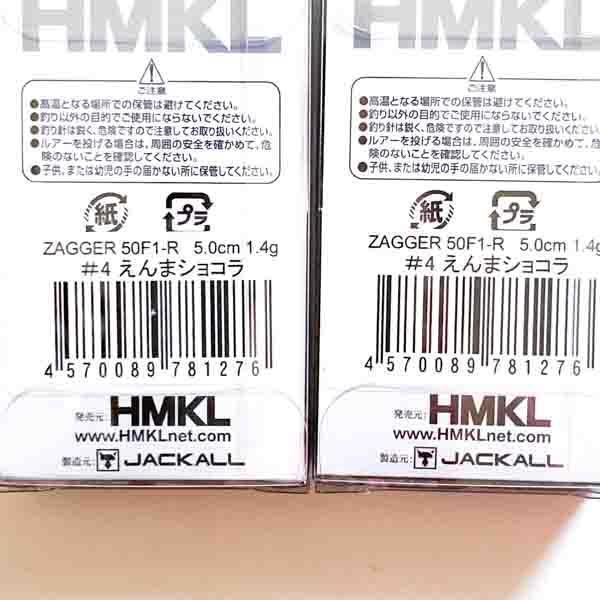 HMKL
ご注意
●高温となる場所での保管は避けてください。
●釣り以外の目的でご使用にならないでください。
●釣り針は鋭く、危険ですので注意してお取り扱いください。
●ルアーを投げる場合は、周囲の安全を確かめて、危
険のないことを確認してください。
●子供、または幼児の手の届かない所に保管してください。
紙 プラ
ZAGGER 50F1-R 5.0cm 1.4g
#4 えんまショコラ
4 570089 781276
発売元: HMKL
www.HMKLnet.com
製造元: JACKALL
HMKL
ご注意
●高温となる場所での保管は避けてください。
●釣り以外の目的でご使用にならないでください。
●釣り針は鋭く、危険ですので注意してお取り扱いくださ
●ルアーを投げる場合は、周囲の安全を確かめて、危
険のないことを確認してください。
●子供、または幼児の手の届かない所に保管してください。
紙 プラ
ZAGGER 50F1-R 5.0cm 1.4g
#4 えんまショコラ
4 570089 781276
発売元: HMKL
www.HMKLnet.com
製造元: JACKALL